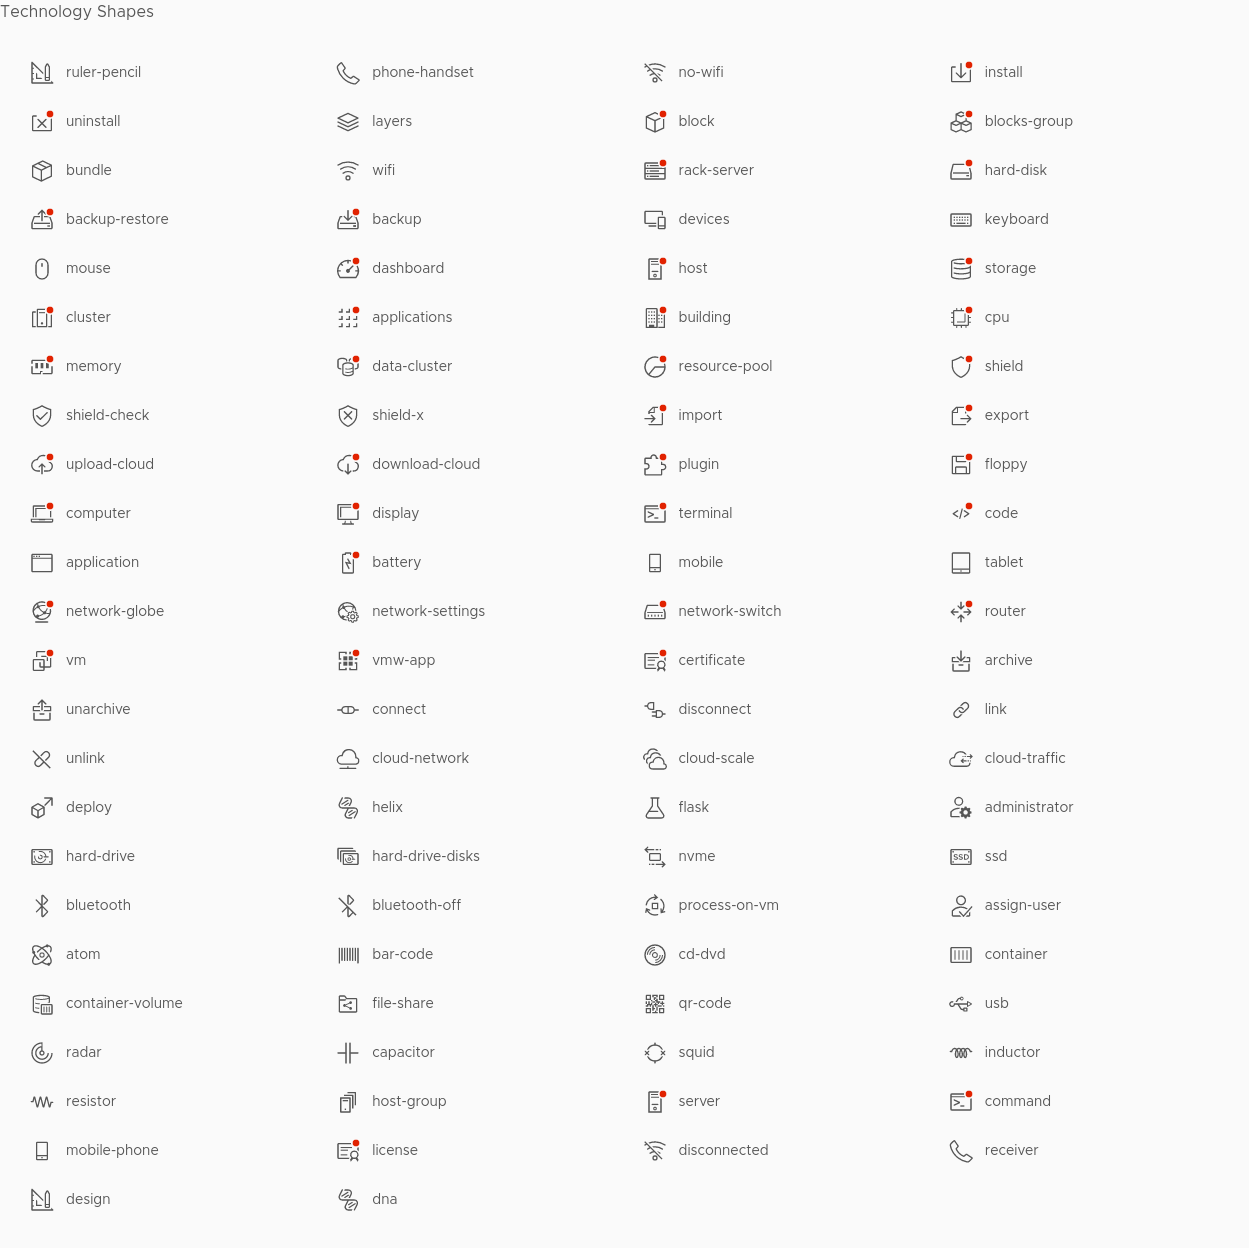 Technology Shapes
ruler-pencil phone-handset no-wifi install
uninstall layers block blocks-group
bundle wifi rack-server hard-disk
backup-restore backup devices keyboard
mouse dashboard host storage
cluster applications building cpu
memory data-cluster resource-pool shield
shield-check shield-x import export
upload-cloud download-cloud plugin floppy
computer display terminal code
application battery mobile tablet
network-globe network-settings network-switch router
vm vmw-app certificate archive
unarchive connect disconnect link
unlink cloud-network cloud-scale cloud-traffic
deploy helix flask administrator
hard-drive hard-drive-disks nvme SSD ssd
bluetooth bluetooth-off process-on-vm assign-user
atom bar-code cd-dvd container
container-volume file-share qr-code usb
radar capacitor squid inductor
resistor host-group server command
mobile-phone license disconnected receiver
design dna